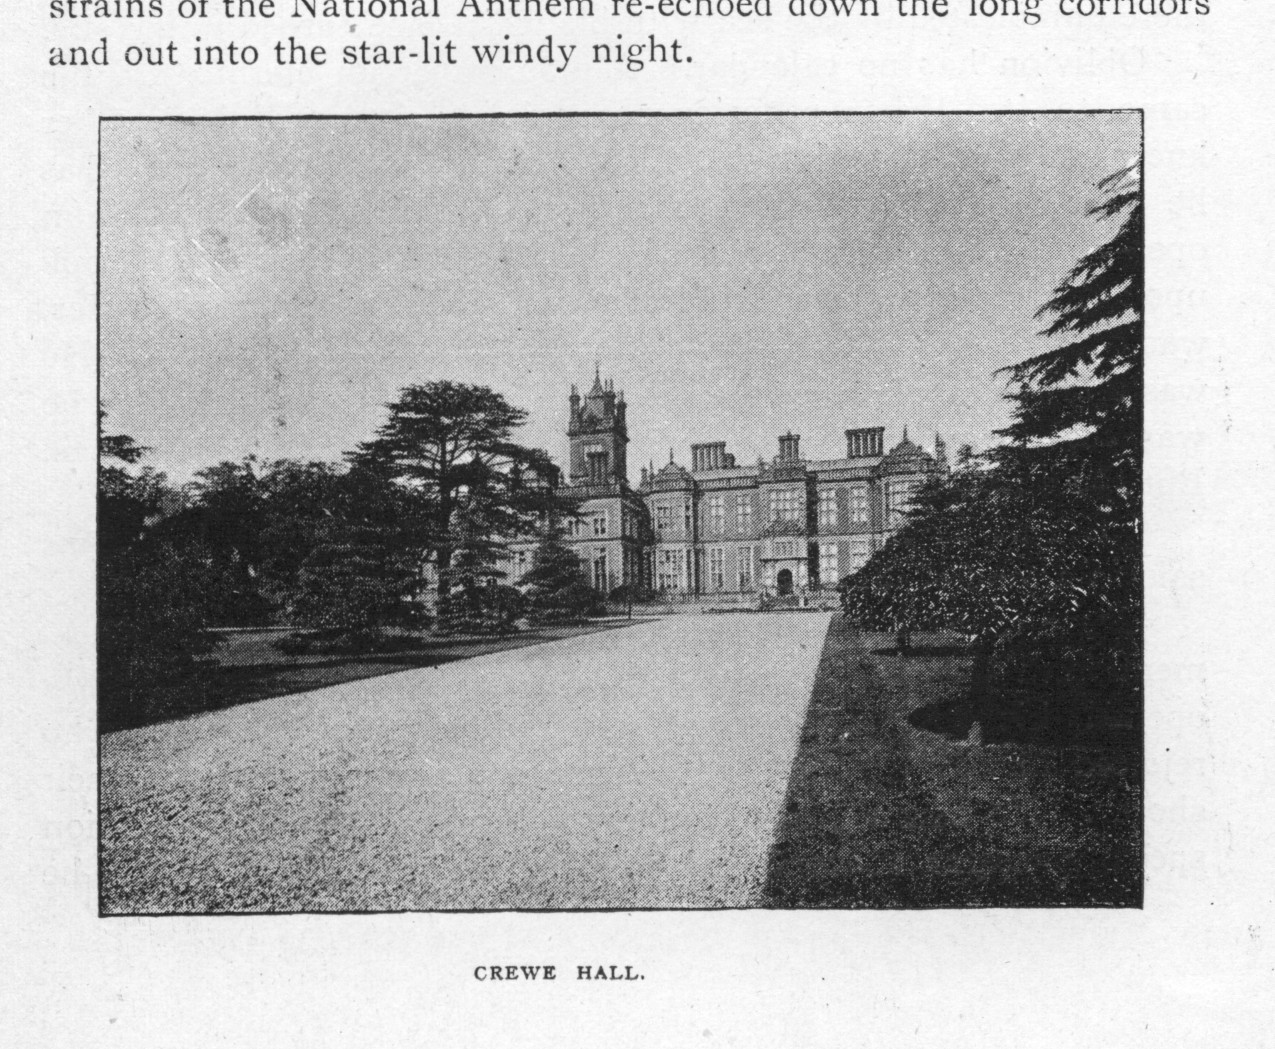 strains of the National Anthem re-echoed down the long corridors
and out into the star-lit windy night.
CREWE HALL.